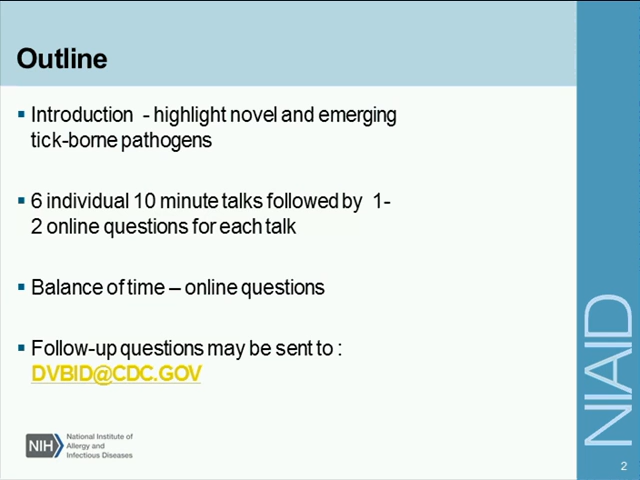 Outline
Introduction - highlight novel and emerging
tick-borne pathogens
6 individual 10 minute talks followed by 1-
2 online questions for each talk
Balance of time – online questions
Follow-up questions may be sent to :
DVBID@CDC.GOV
NIH
National Institute of
Allergy and
Infectious Diseases
NIAID
2